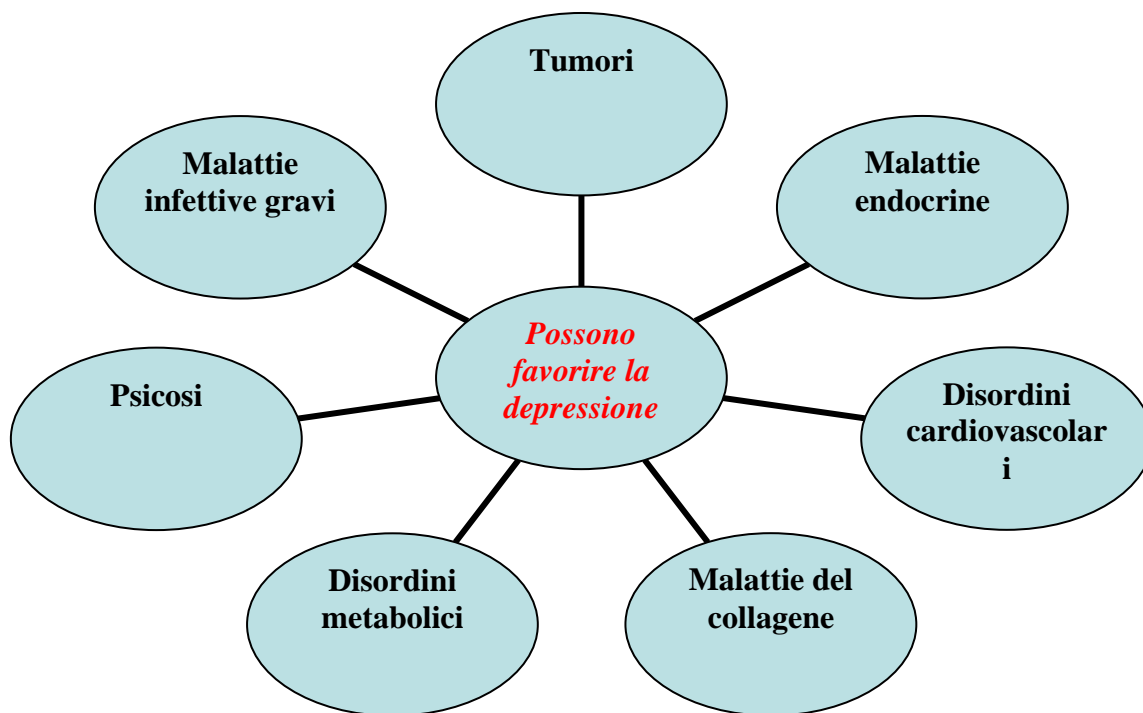 Tumori
Malattie
infettive gravi
Malattie
endocrine
Possono
favorire la
depressione
Psicosi
Disordini
cardiovascolar
i
Disordini
metabolici
Malattie del
collagene